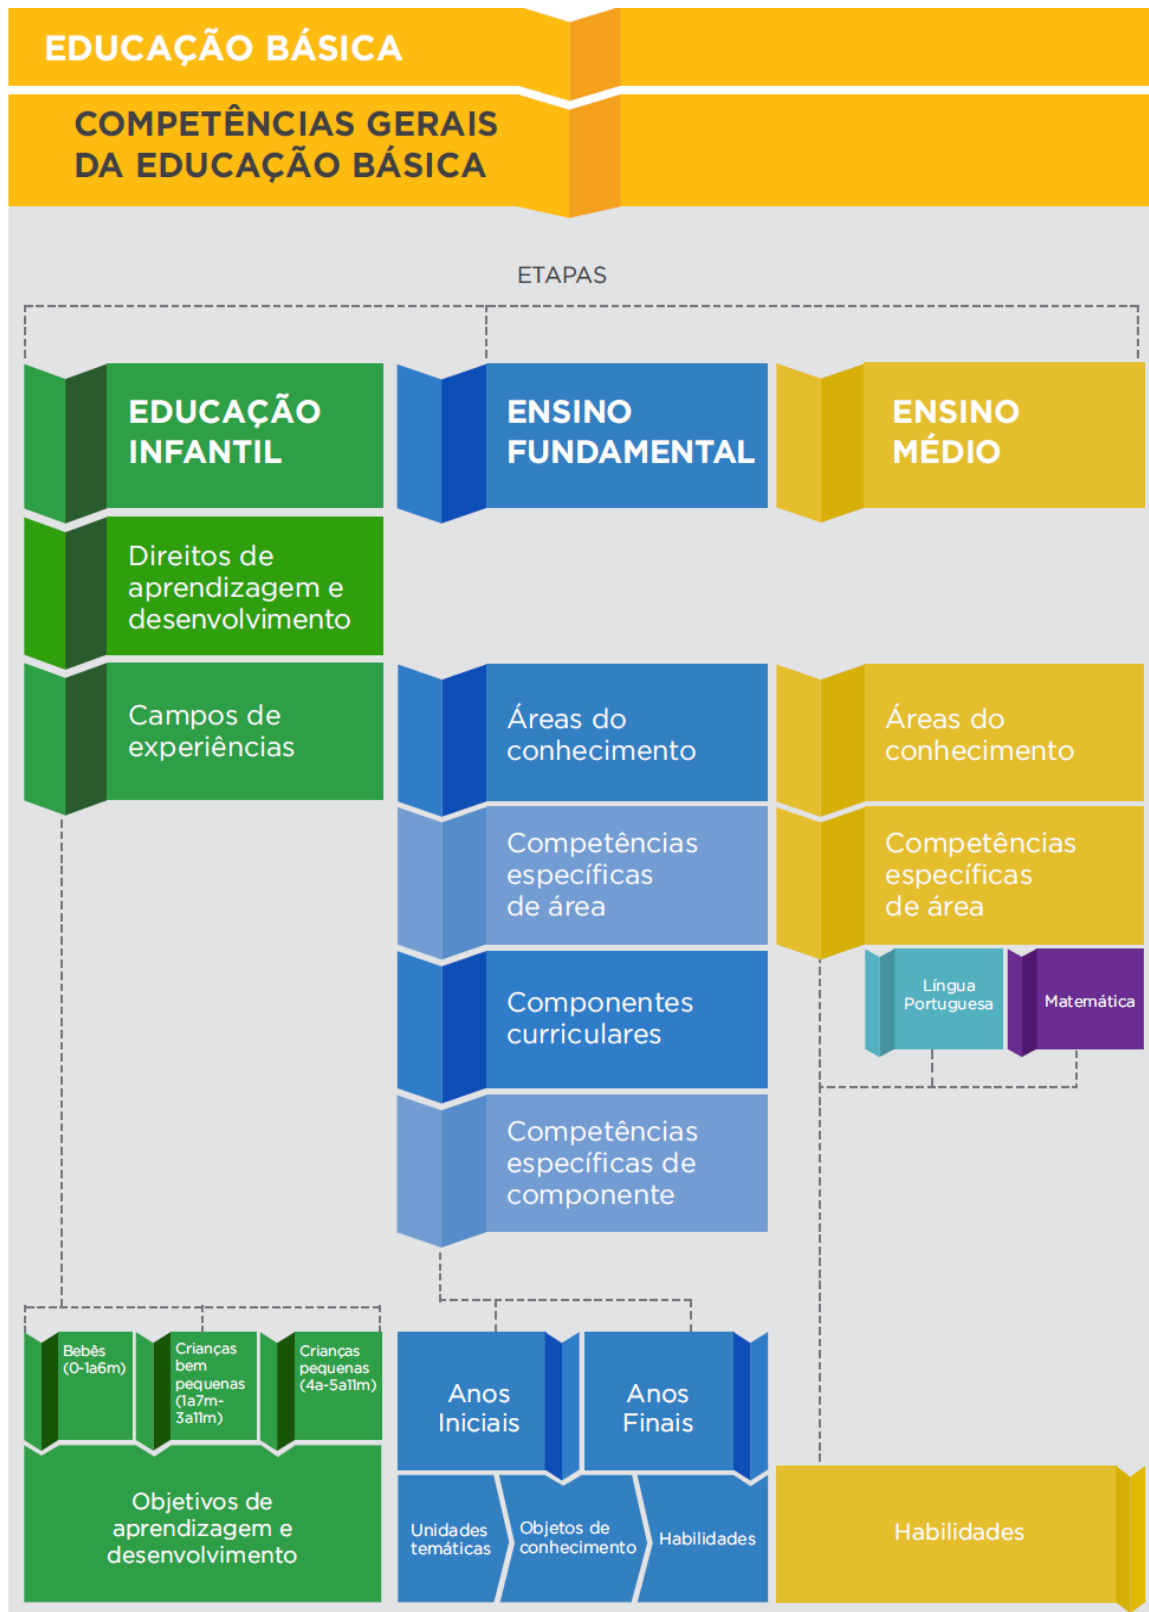 EDUCAÇÃO BÁSICA
COMPETÊNCIAS GERAIS
DA EDUCAÇÃO BÁSICA
ETAPAS
EDUCAÇÃO
INFANTIL
ENSINO
FUNDAMENTAL
ENSINO
MÉDIO
Direitos de
aprendizagem e
desenvolvimento
Campos de
experiências
Áreas do
conhecimento
Áreas do
conhecimento
Competências
específicas
de área
Competências
específicas
de área
Componentes
curriculares
Língua
Portuguesa
Matemática
Competências
específicas de
componente
Bebês
(0-1a6m)
Crianças
bem
pequenas
(1a7m-
3a11m)
Crianças
pequenas
(4a-5a11m)
Anos
Iniciais
Anos
Finais
Objetivos de
aprendizagem e
desenvolvimento
Unidades
temáticas
Objetos de
conhecimento
Habilidades
Habilidades